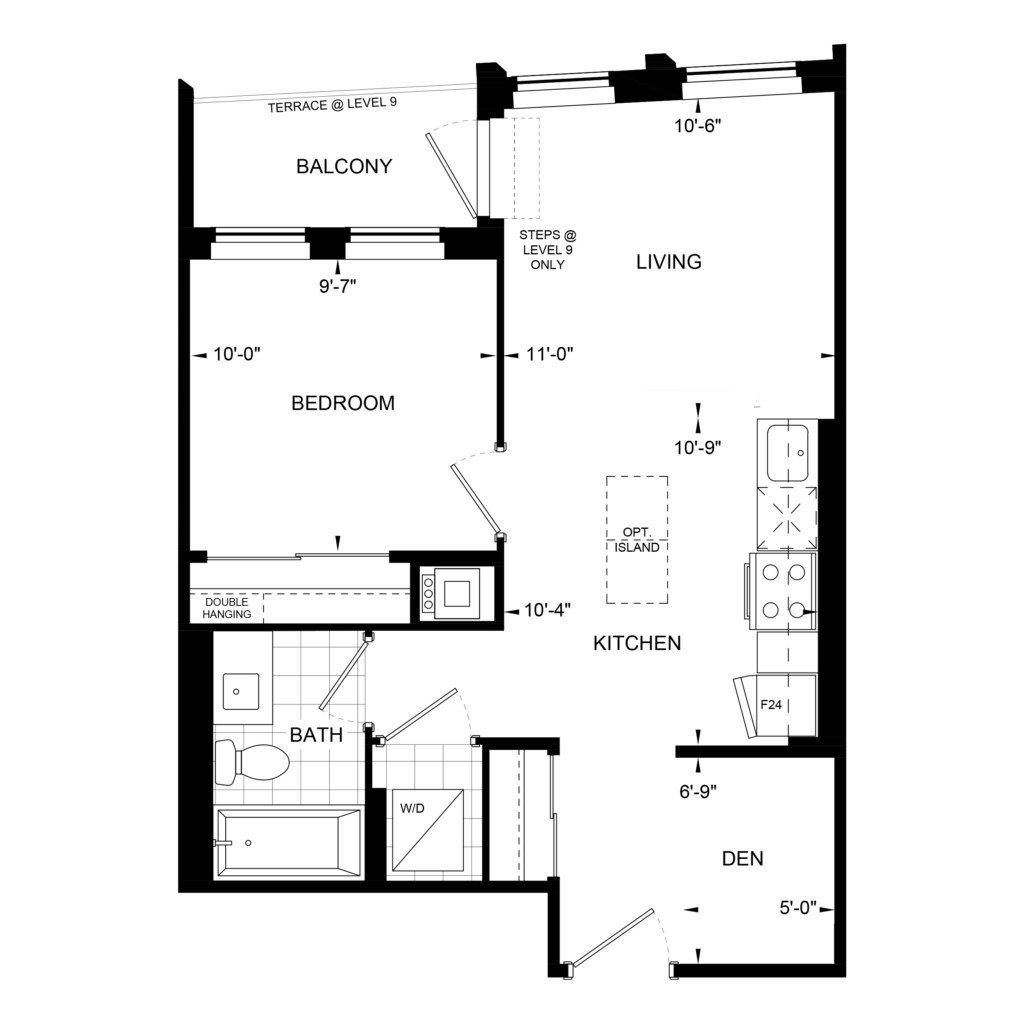 TERRACE @ LEVEL 9
10'-6"
BALCONY
STEPS @
LEVEL 9
ONLY
LIVING
9'-7"
10'-0"
11'-0"
BEDROOM
10'-9"
OPT.
ISLAND
DOUBLE
HANGING
10'-4"
KITCHEN
F24
BATH
6'-9"
W/D
DEN
5'-0"